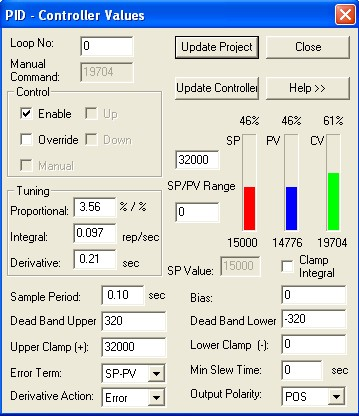 PID - Controller Values
Loop No: 0
Update Project
Close
Manual Command: 19704
Update Controller
Help >>
Control
Enable
Up
Override
Down
Manual
46% 46% 61%
SP PV CV
32000
SP/PV Range
0
15000 14776 19704
Tuning
Proportional: 3.56 % / %
Integral: 0.097 rep/sec
Derivative: 0.21 sec
SP Value: 15000
Clamp Integral
Sample Period: 0.10 sec
Bias: 0
Dead Band Upper 320
Dead Band Lower -320
Upper Clamp (+): 32000
Lower Clamp (-): 0
Error Term: SP-PV
Min Slew Time: 0 sec
Derivative Action: Error
Output Polarity: POS